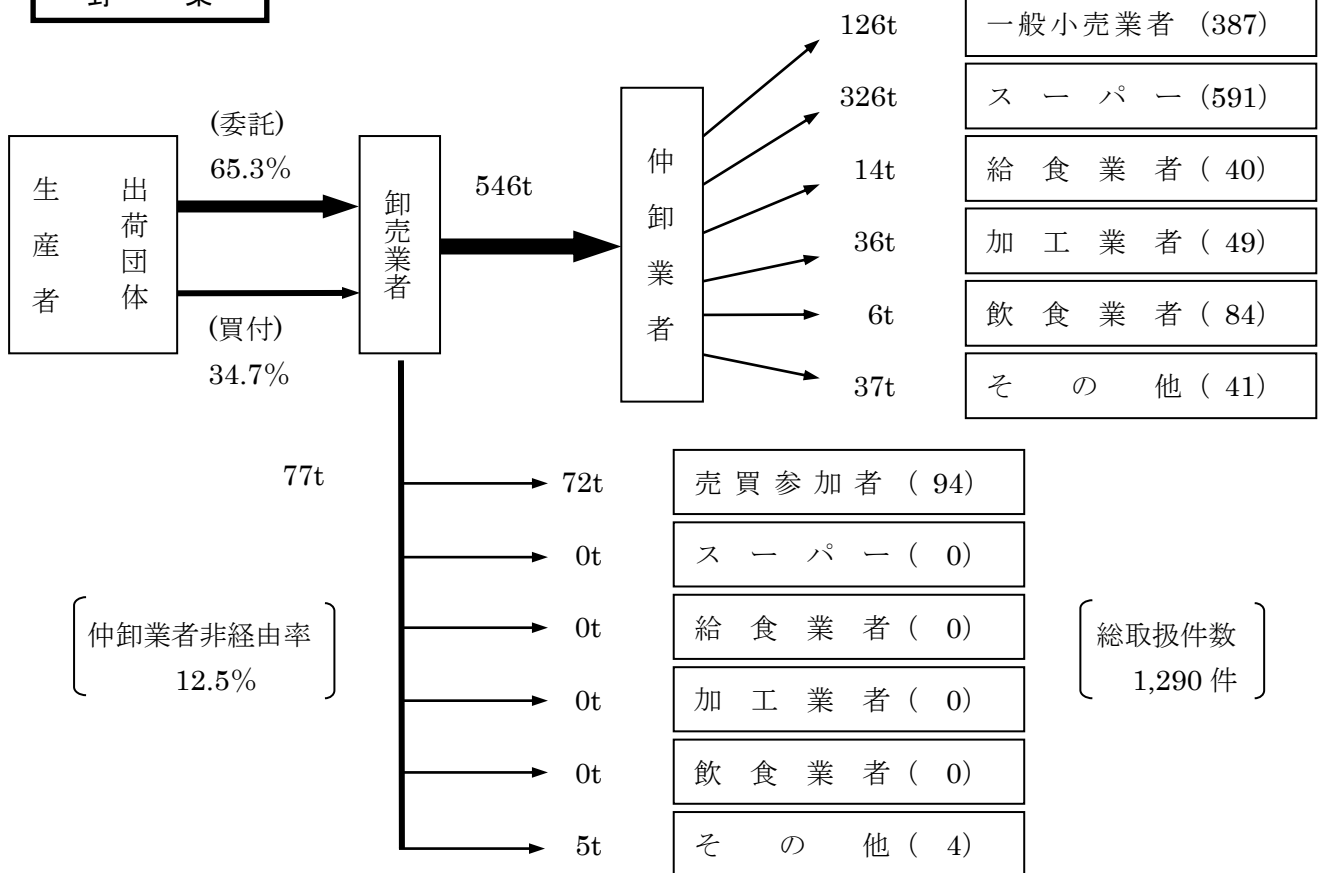 野 菜
126t 一般小売業者 (387)
326t スーパー (591)
14t 給食業者 ( 40)
36t 加工業者 ( 49)
6t 飲食業者 ( 84)
37t その他 ( 41)
(委託)
65.3%
(買付)
34.7%
生産者
出荷団体
卸売業者
546t
仲卸業者
77t
72t 売買参加者 ( 94)
0t スーパー ( 0)
0t 給食業者 ( 0)
0t 加工業者 ( 0)
0t 飲食業者 ( 0)
5t その他 ( 4)
仲卸業者非経由率
12.5%
総取扱件数
1,290 件